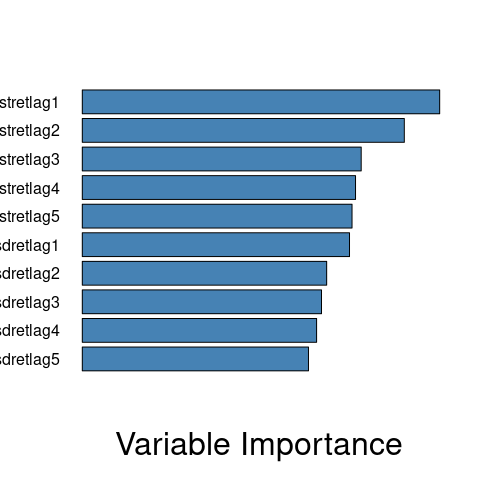 stretlag1
stretlag2
stretlag3
stretlag4
stretlag5
sdretlag1
sdretlag2
sdretlag3
sdretlag4
sdretlag5
Variable Importance